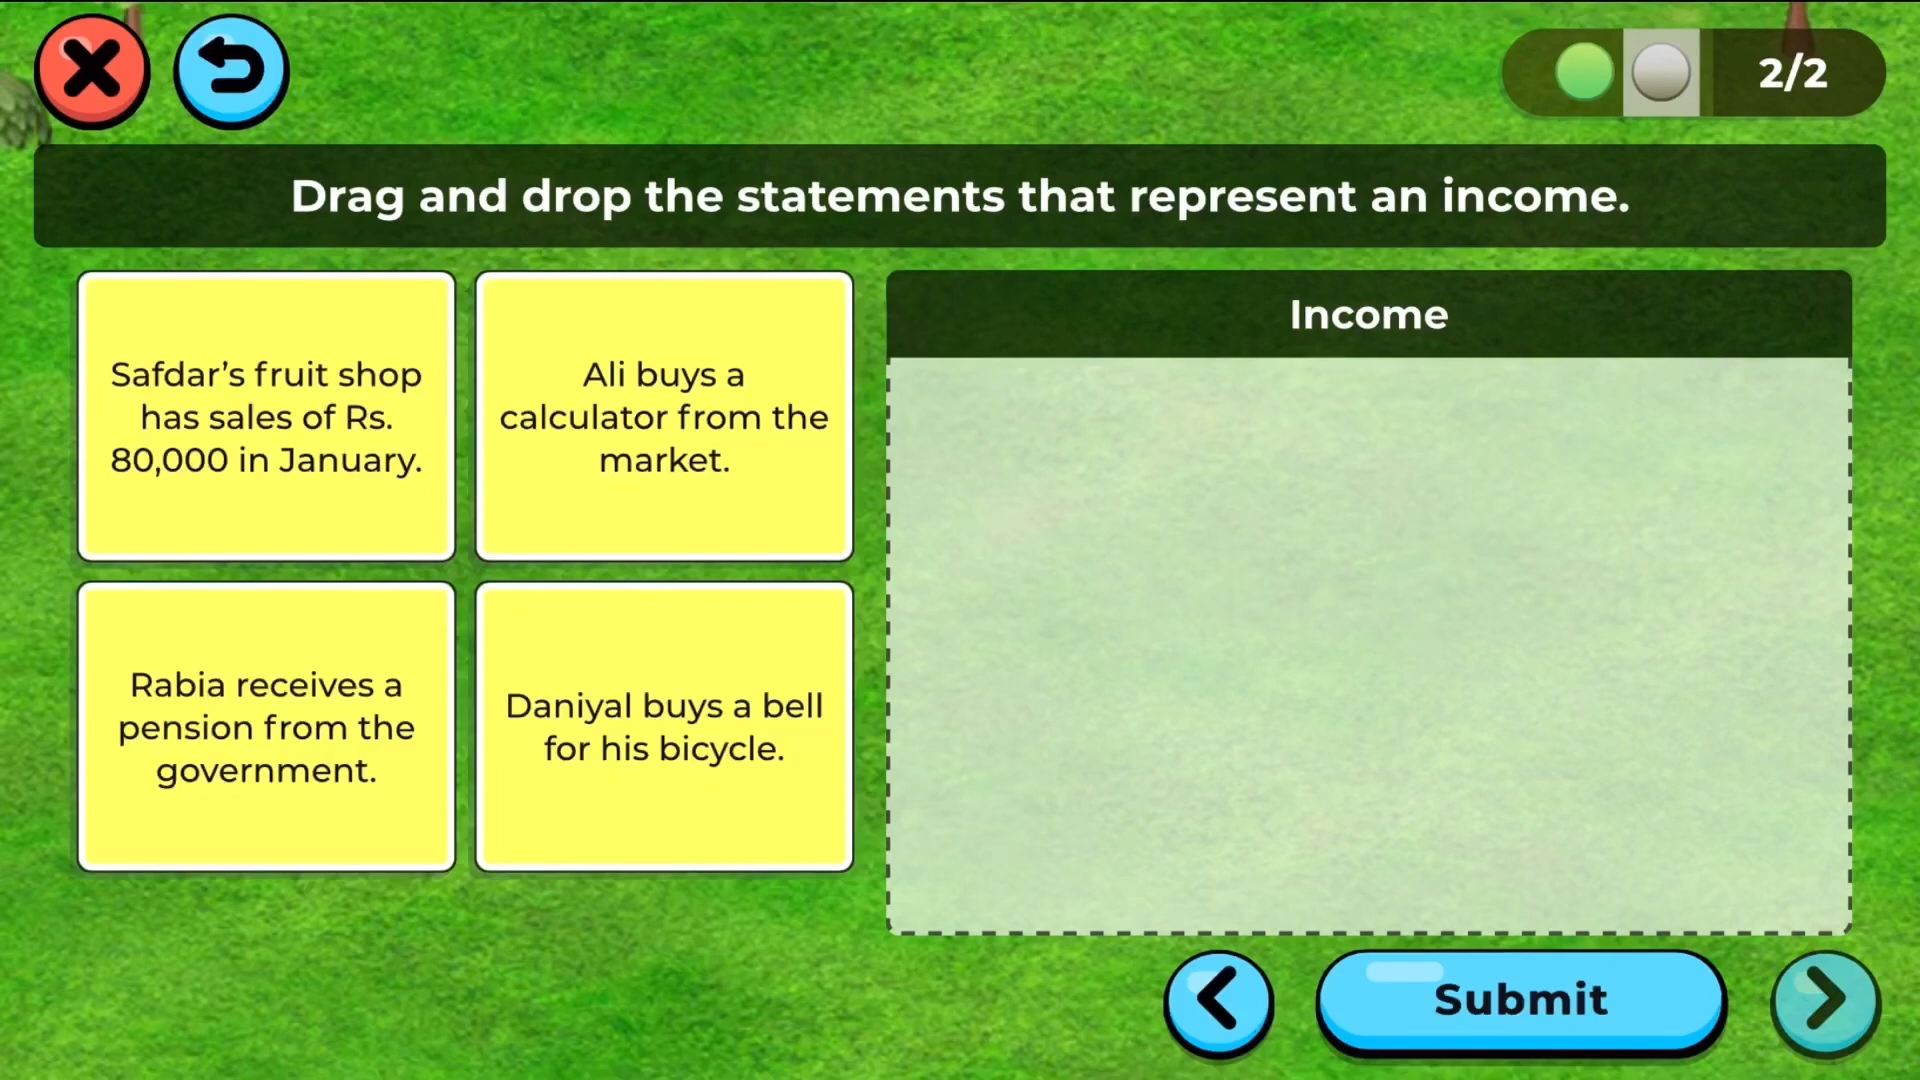 2/2
Drag and drop the statements that represent an income.
Safdar’s fruit shop
has sales of Rs.
80,000 in January.
Ali buys a
calculator from the
market.
Rabia receives a
pension from the
government.
Daniyal buys a bell
for his bicycle.
Income
Submit